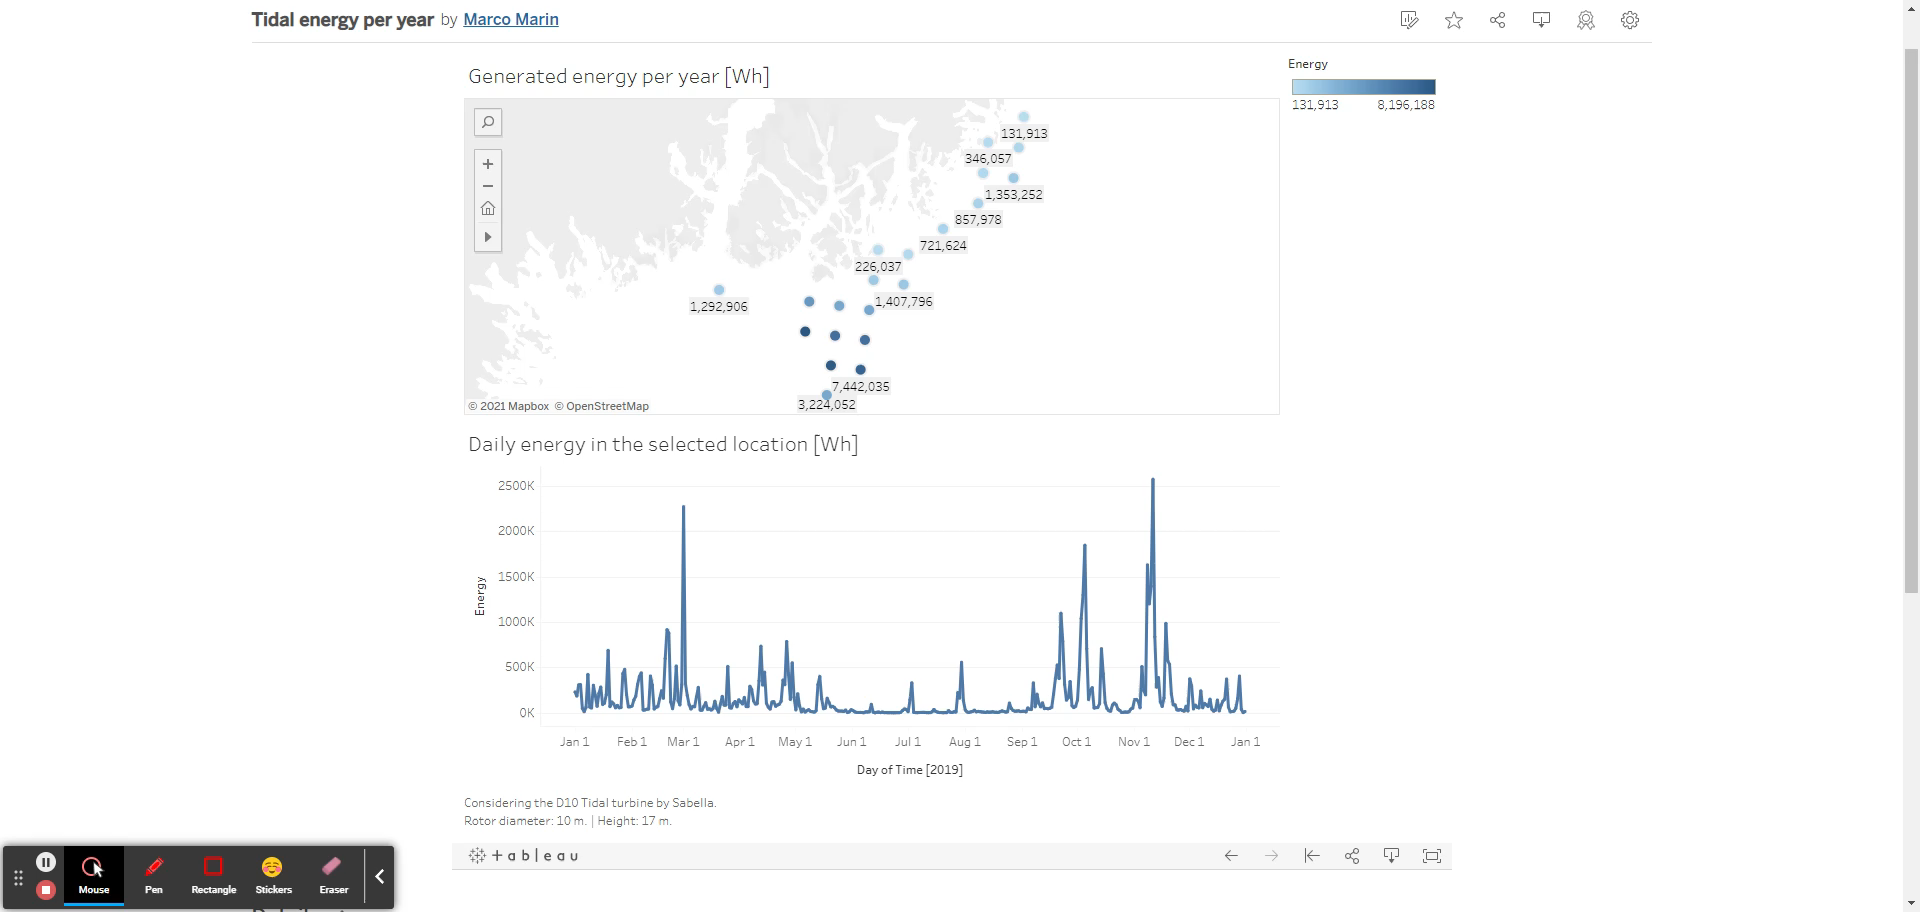 Tidal energy per year by Marco Marin
Generated energy per year [Wh]
Energy
131,913 8,196,188
131,913
346,057
1,353,252
857,978
721,624
226,037
1,407,796
1,292,906
7,442,035
3,224,052
© 2021 Mapbox © OpenStreetMap
Daily energy in the selected location [Wh]
2500K
2000K
1500K
1000K
500K
0K
Energy
Jan 1 Feb 1 Mar 1 Apr 1 May 1 Jun 1 Jul 1 Aug 1 Sep 1 Oct 1 Nov 1 Dec 1 Jan 1
Day of Time [2019]
Considering the D10 Tidal turbine by Sabella.
Rotor diameter: 10 m. | Height: 17 m.
+ a b | e a u
Mouse Pen Rectangle Stickers Eraser